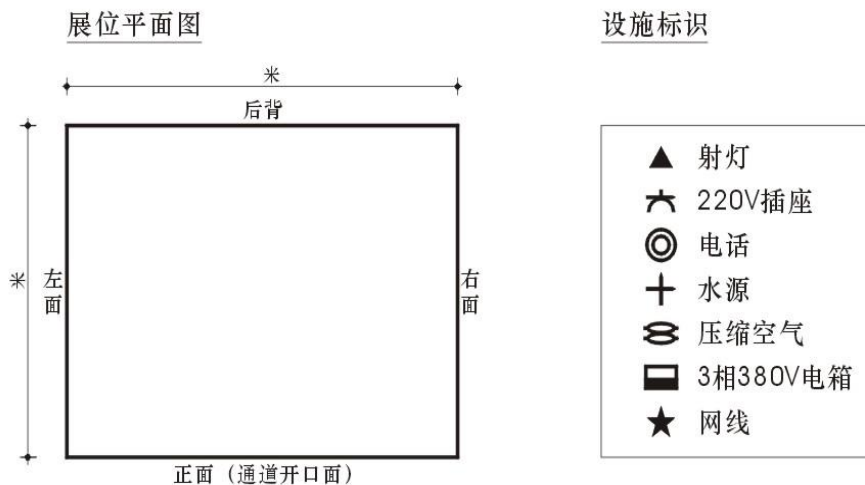 展位平面图
米
后背
米
左面
右面
正面（通道开口面）
设施标识
射灯
220V插座
电话
水源
压缩空气
3相380V电箱
网线